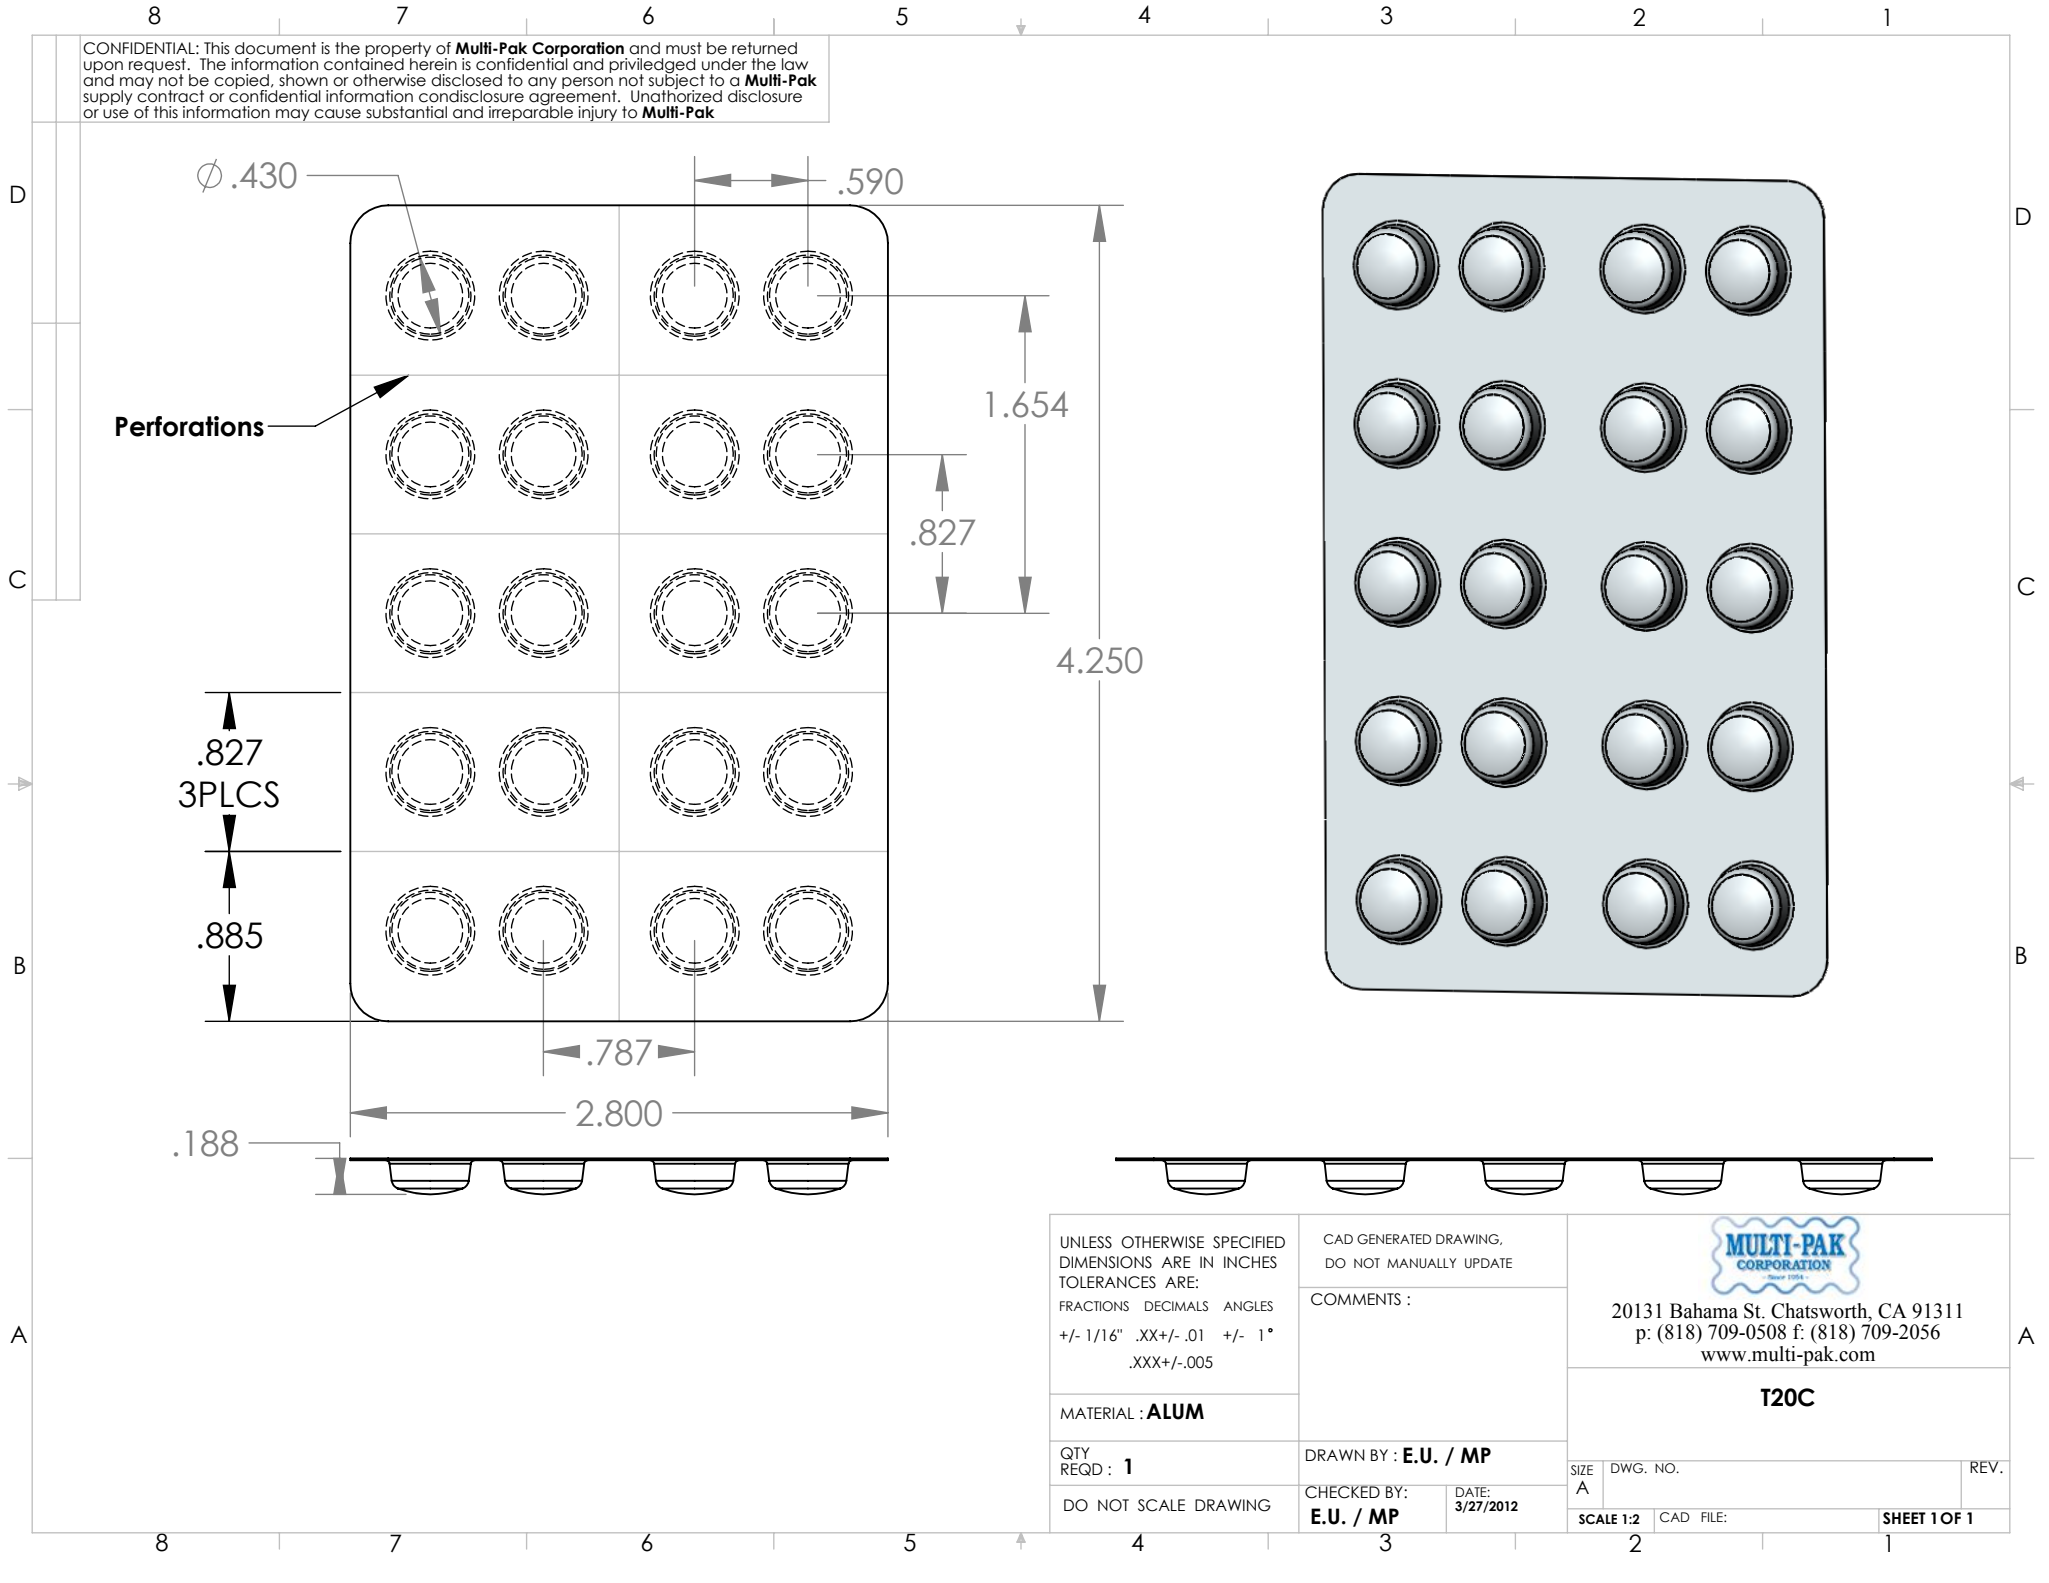 8 7 6 5 4 3 2 1
CONFIDENTIAL: This document is the property of Multi-Pak Corporation and must be returned
upon request. The information contained herein is confidential and priviledged under the law
and may not be copied, shown or otherwise disclosed to any person not subject to a Multi-Pak
supply contract or confidential information condisclosure agreement. Unathorized disclosure
or use of this information may cause substantial and irreparable injury to Multi-Pak
Ø .430
.590
D
D
1.654
Perforations
.827
C
C
4.250
.827
3PLCS
.885
B
B
.787
2.800
.188
UNLESS OTHERWISE SPECIFIED
DIMENSIONS ARE IN INCHES
TOLERANCES ARE:
FRACTIONS DECIMALS ANGLES
+/- 1/16" .XX+/- .01 +/- 1°
.XXX+/-.005
MATERIAL : ALUM
QTY
REQD : 1
DO NOT SCALE DRAWING
CAD GENERATED DRAWING,
DO NOT MANUALLY UPDATE
COMMENTS :
DRAWN BY : E.U. / MP
CHECKED BY:
E.U. / MP
DATE:
3/27/2012
MULTI-PAK
CORPORATION
- Since 1954 -
20131 Bahama St. Chatsworth, CA 91311
p: (818) 709-0508 f: (818) 709-2056
www.multi-pak.com
T20C
SIZE
A
DWG. NO.
REV.
SCALE 1:2
CAD FILE:
SHEET 1 OF 1
A
A
8 7 6 5 4 3 2 1